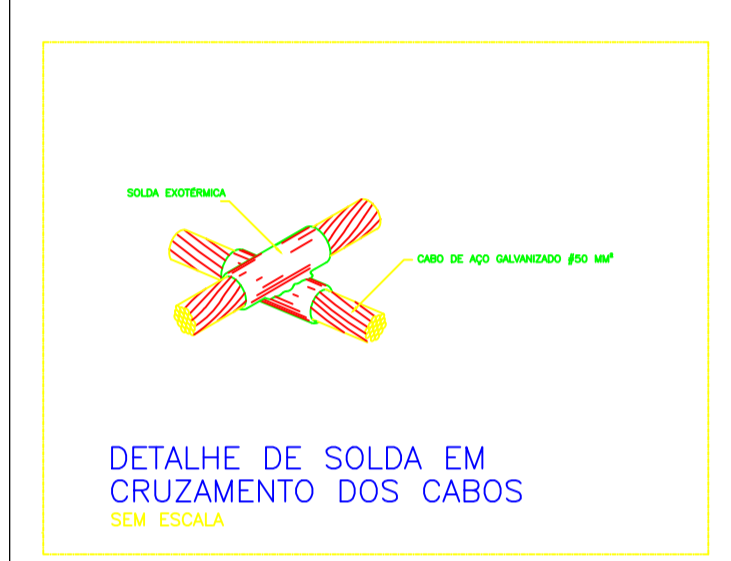 SOLDA EXOTÉRMICA
CABO DE AÇO GALVANIZADO #50 MM²
DETALHE DE SOLDA EM
CRUZAMENTO DOS CABOS
SEM ESCALA